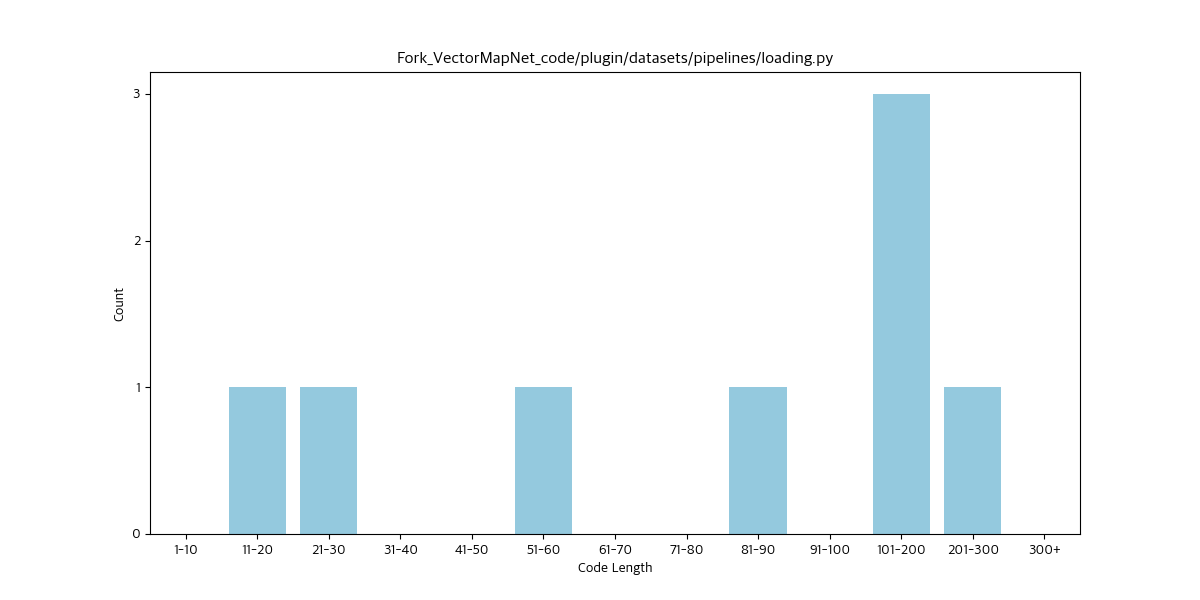 Fork_VectorMapNet_code/plugin/datasets/pipelines/loading.py
3
2
1
0
Count
1-10 11-20 21-30 31-40 41-50 51-60 61-70 71-80 81-90 91-100 101-200 201-300 300+
Code Length